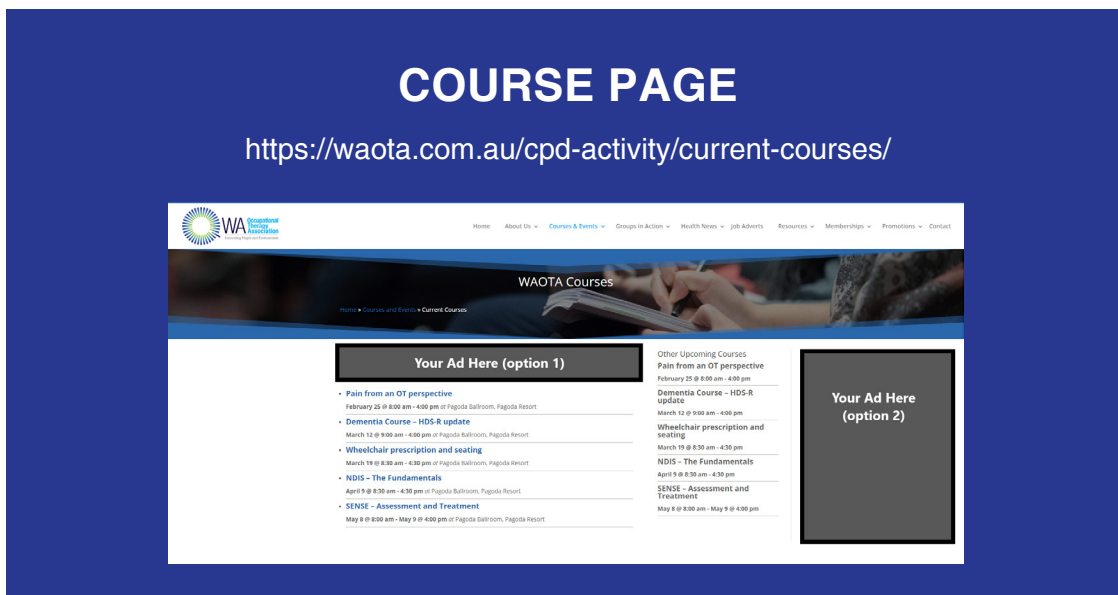 COURSE PAGE
https://waota.com.au/cpd-activity/current-courses/
WA Occupational
Therapy
Association
Connecting People and Environments
Home About Us Courses & Events Groups in Action Health News Job Adverts Resources Memberships Promotions Contact
WAOTA Courses
Home » Courses and Events » Current Courses
Your Ad Here (option 1)
• Pain from an OT perspective
February 25 @ 8:00 am - 4:00 pm at Pagoda Ballroom, Pagoda Resort
• Dementia Course – HDS-R update
March 12 @ 9:00 am - 4:00 pm at Pagoda Ballroom, Pagoda Resort
• Wheelchair prescription and seating
March 19 @ 8:30 am - 4:30 pm at Pagoda Ballroom, Pagoda Resort
• NDIS – The Fundamentals
April 9 @ 8:30 am - 4:30 pm at Pagoda Ballroom, Pagoda Resort
• SENSE – Assessment and Treatment
May 8 @ 8:00 am - May 9 @ 4:00 pm at Pagoda Ballroom, Pagoda Resort
Other Upcoming Courses
Pain from an OT perspective
February 25 @ 8:00 am - 4:00 pm
Dementia Course – HDS-R
update
March 12 @ 9:00 am - 4:00 pm
Wheelchair prescription and
seating
March 19 @ 8:30 am - 4:30 pm
NDIS – The Fundamentals
April 9 @ 8:30 am - 4:30 pm
SENSE – Assessment and
Treatment
May 8 @ 8:00 am - May 9 @ 4:00 pm
Your Ad Here
(option 2)